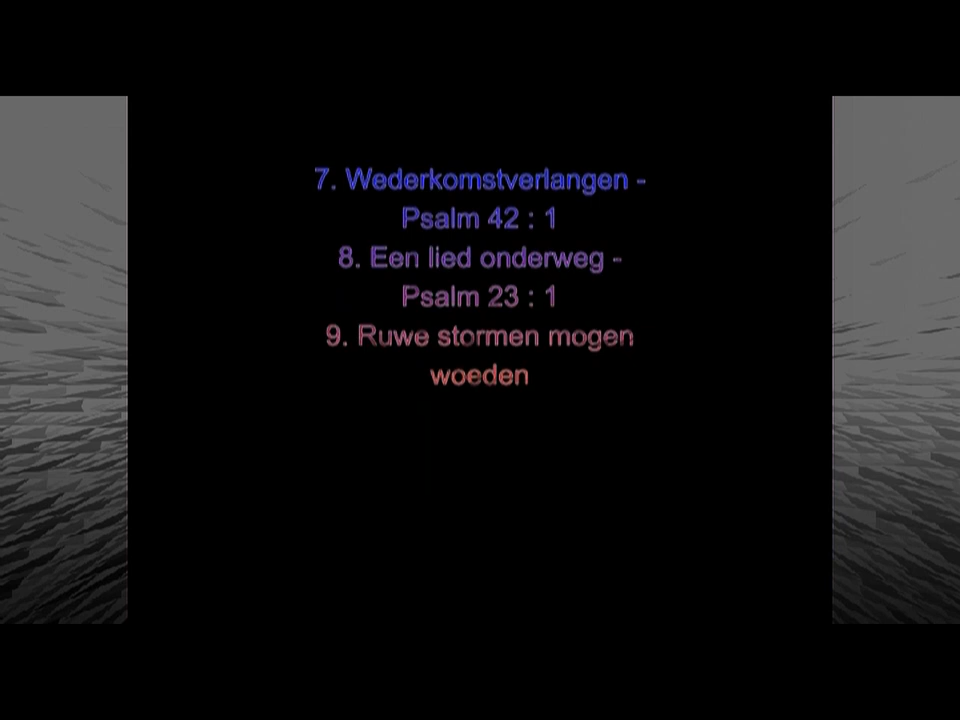 7. Wederkomstverlangen -
Psalm 42 : 1
8. Een lied onderweg -
Psalm 23 : 1
9. Ruwe stormen mogen
woeden